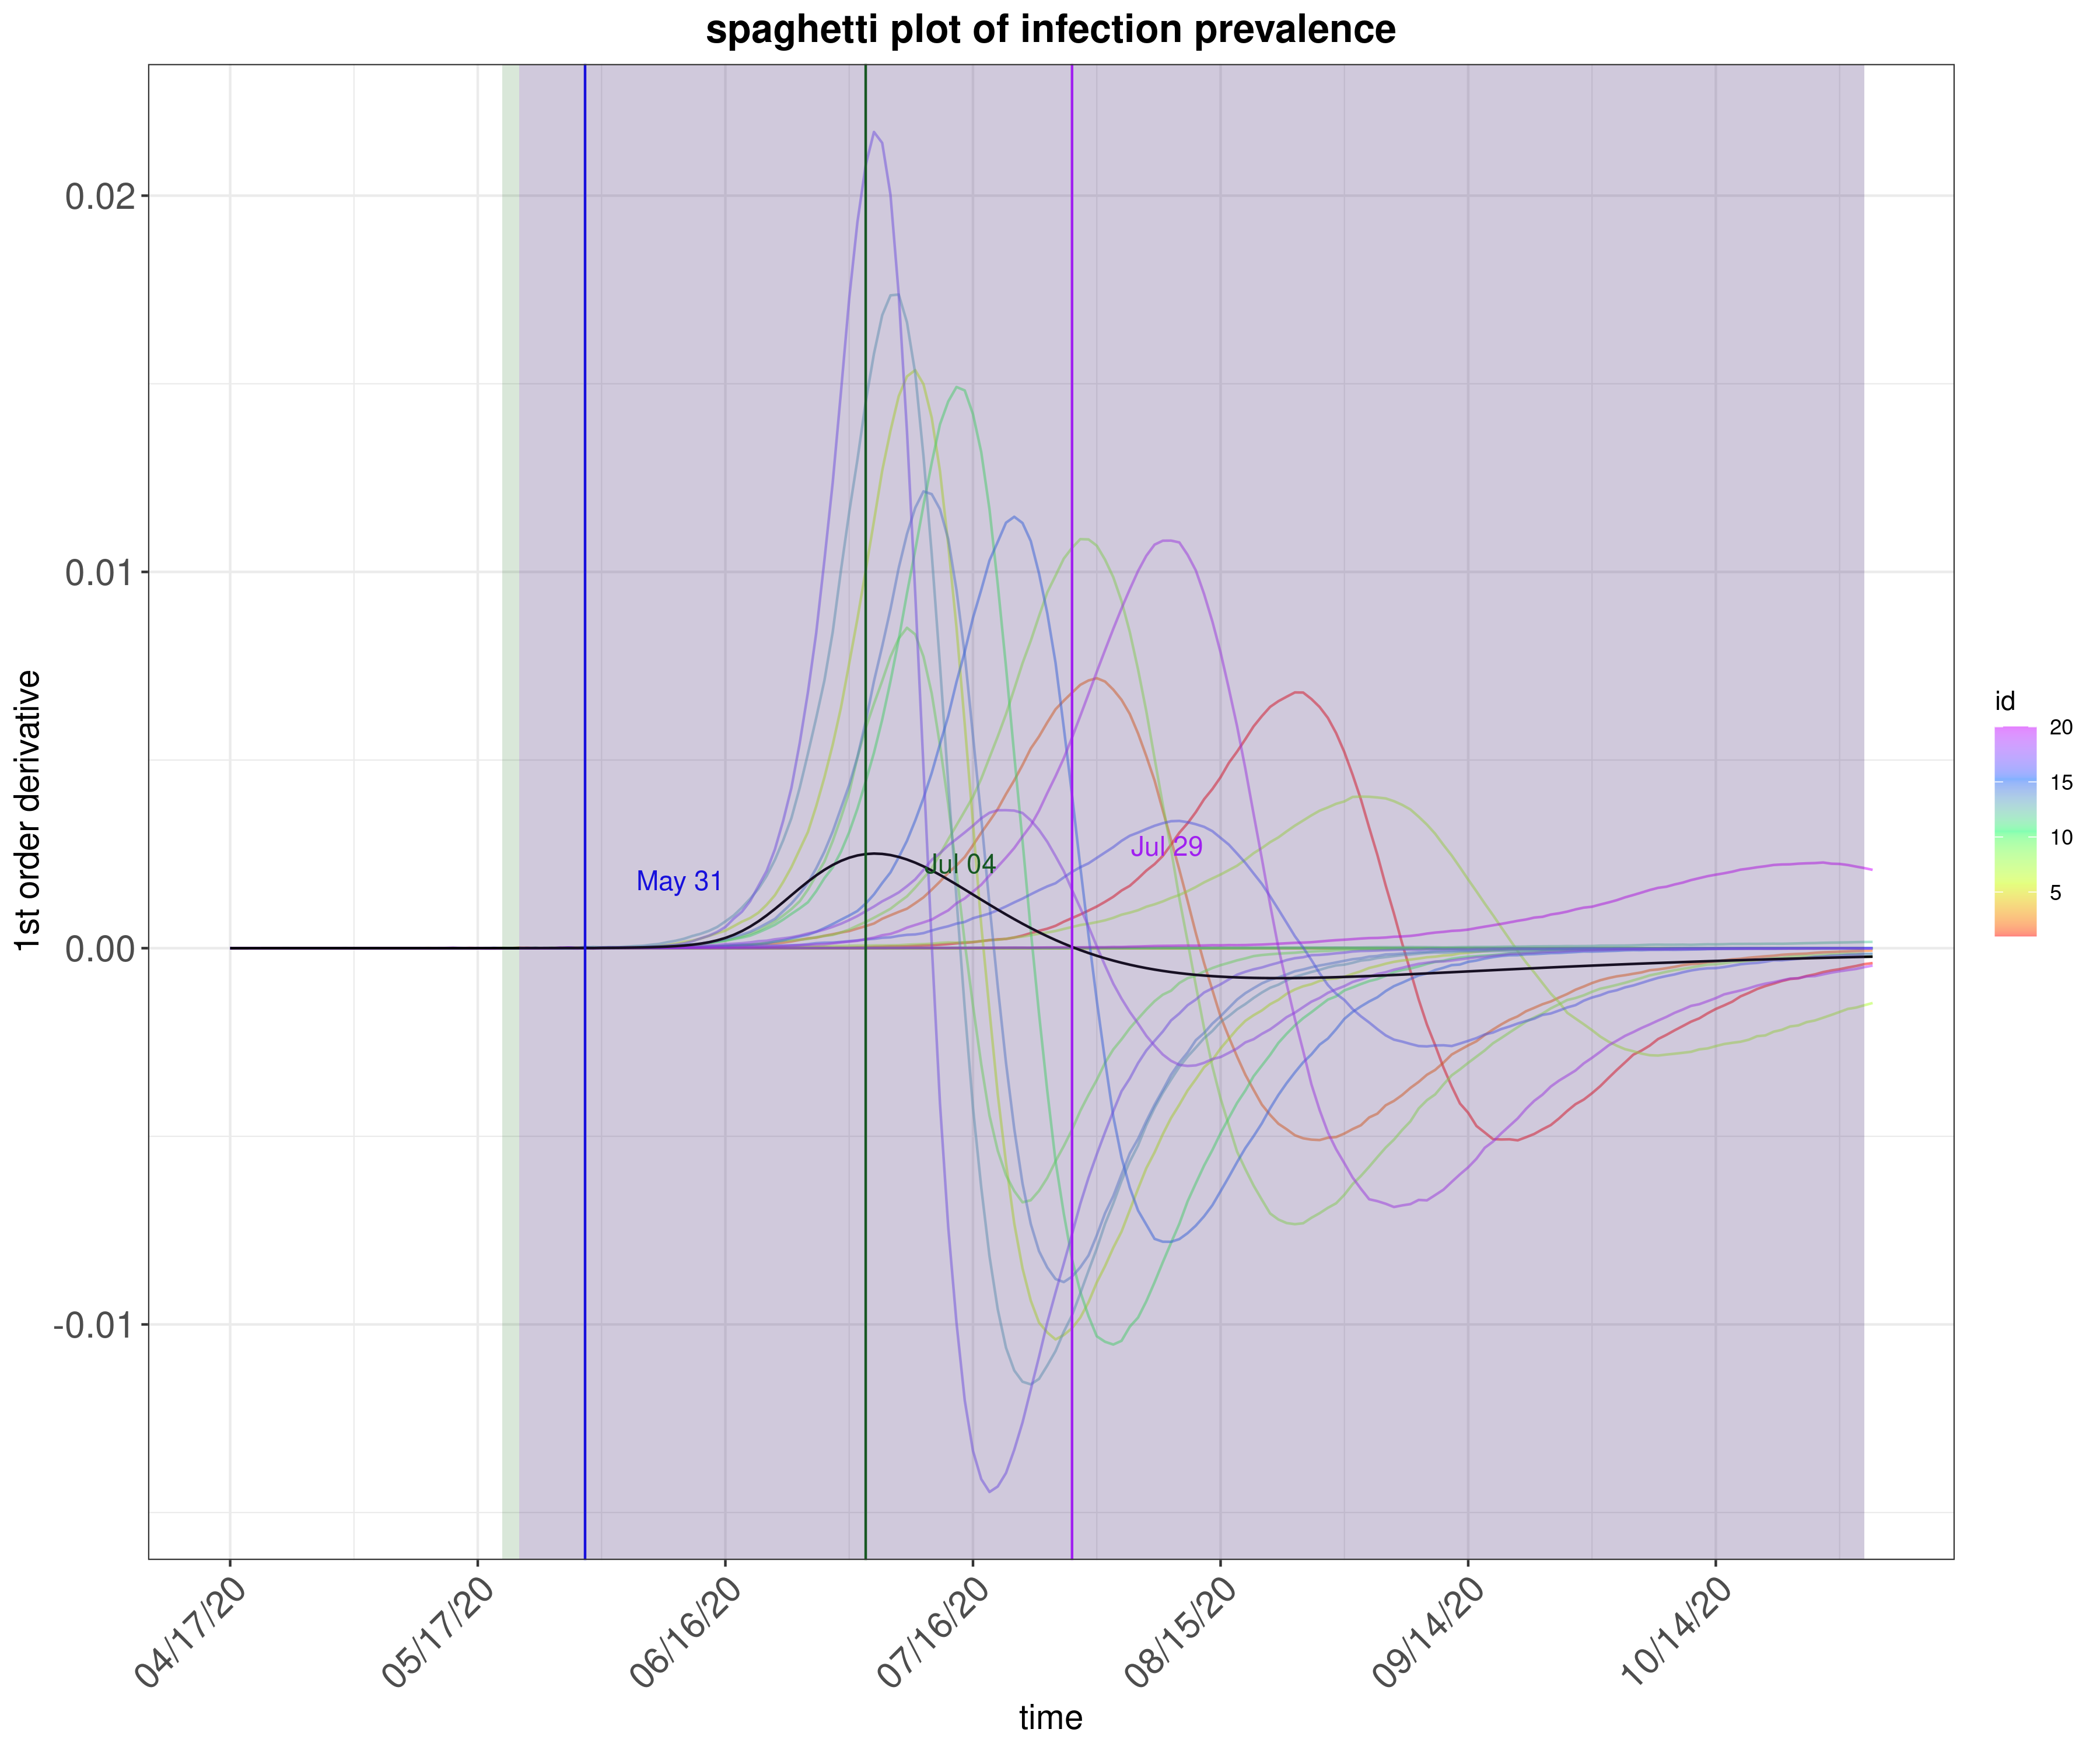 spaghetti plot of infection prevalence
1st order derivative
0.02
0.01
0.00
-0.01
May 31
Jul 04
Jul 29
04/17/20
05/17/20
06/16/20
07/16/20
08/15/20
09/14/20
10/14/20
time
id
20
15
10
5